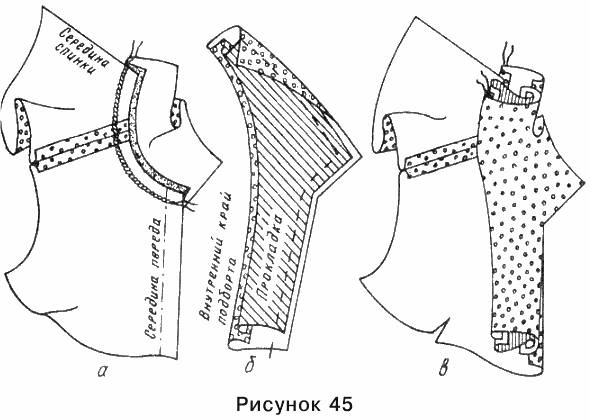 Середина
спинки
Середина переда
Внутренний край
подборта
Прокладка
а
б
в
Рисунок 45